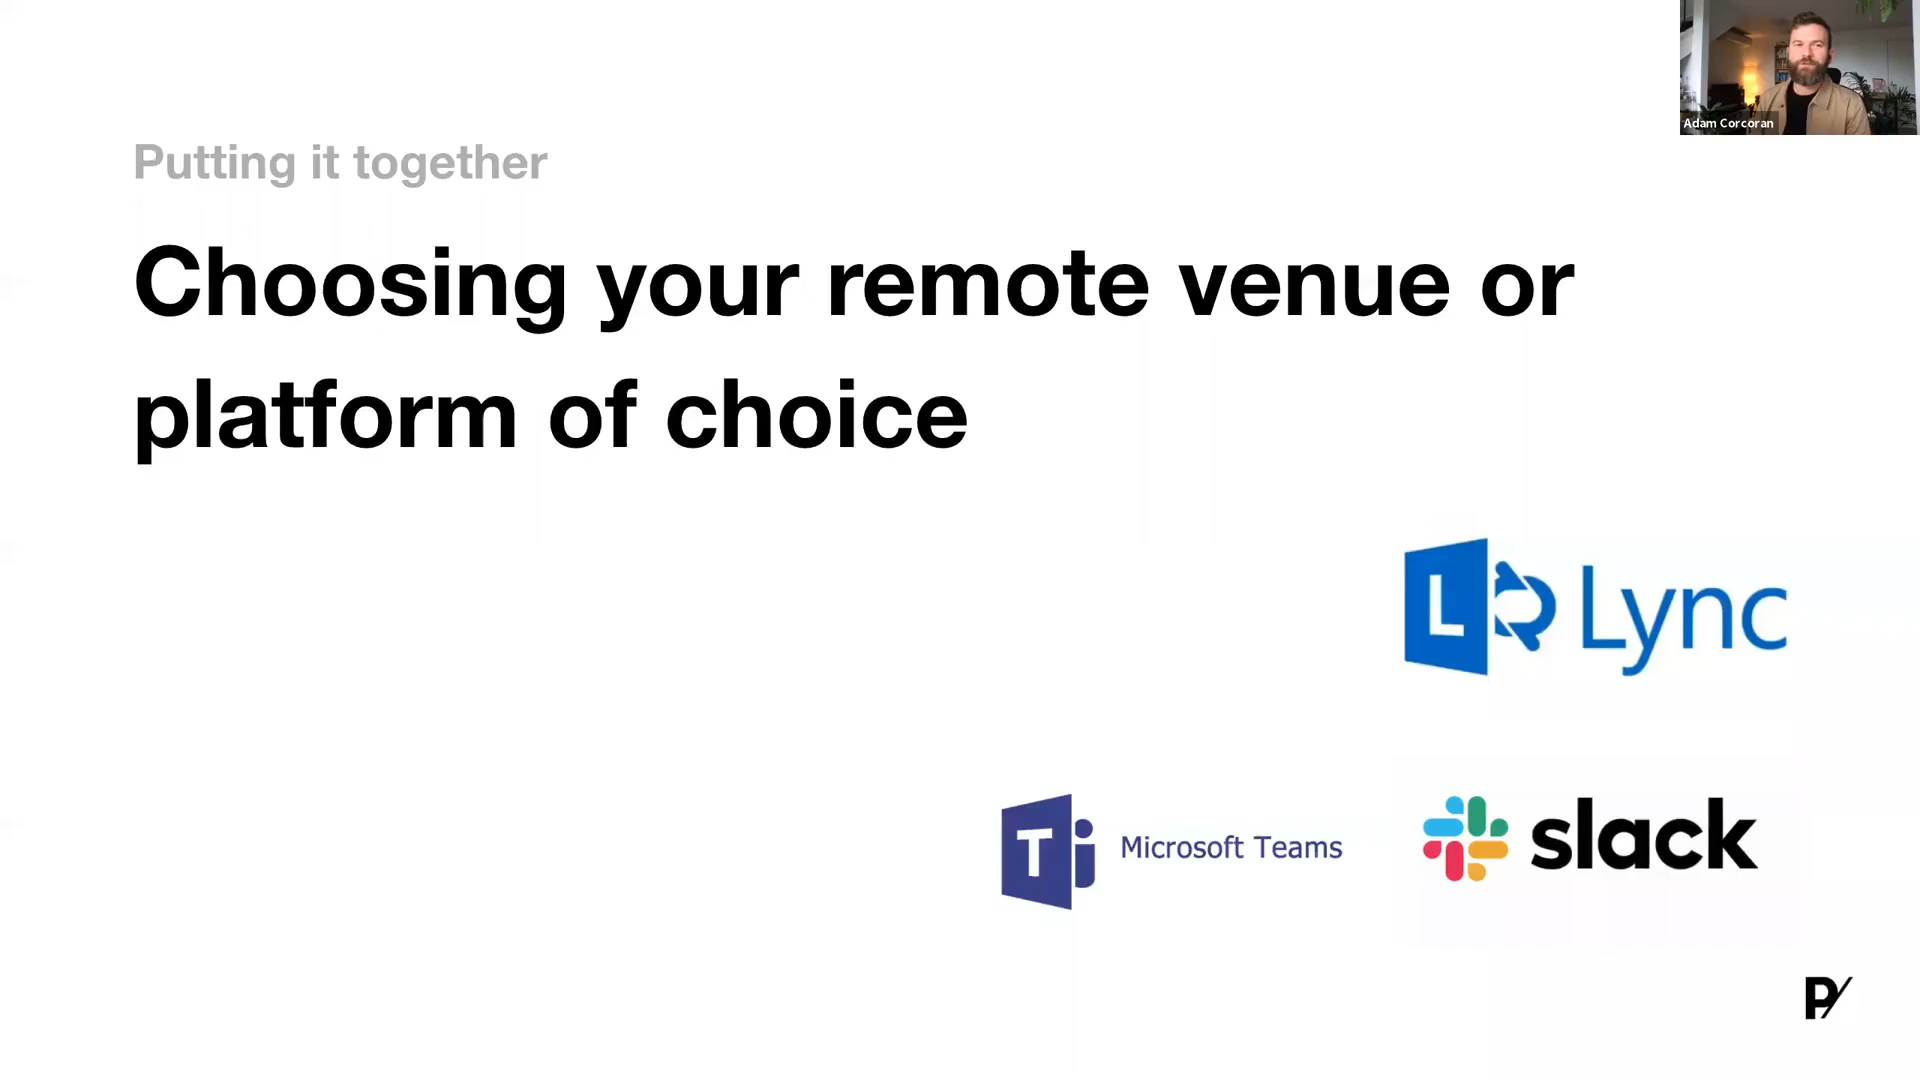 Adam Corcoran
Putting it together
Choosing your remote venue or
platform of choice
L Lync
T Microsoft Teams
slack
P/